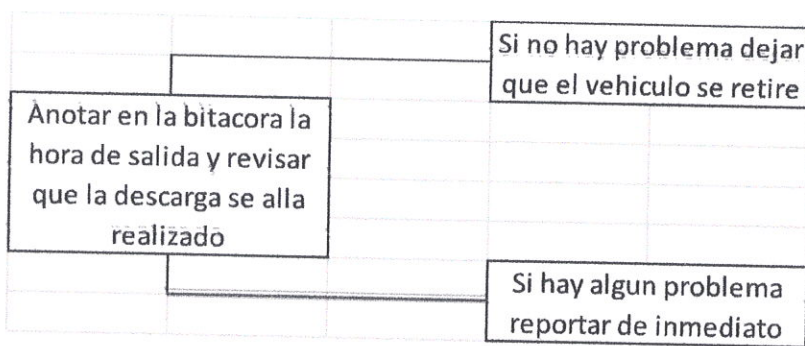 Si no hay problema dejar
que el vehiculo se retire
Anotar en la bitacora la
hora de salida y revisar
que la descarga se alla
realizado
Si hay algun problema
reportar de inmediato